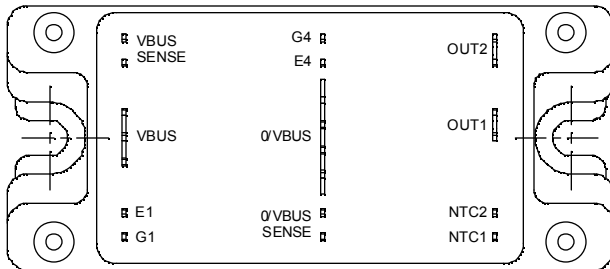 VBUS
SENSE
G4
E4
OUT2
VBUS
0/VBUS
OUT1
E1
G1
0/VBUS
SENSE
NTC2
NTC1